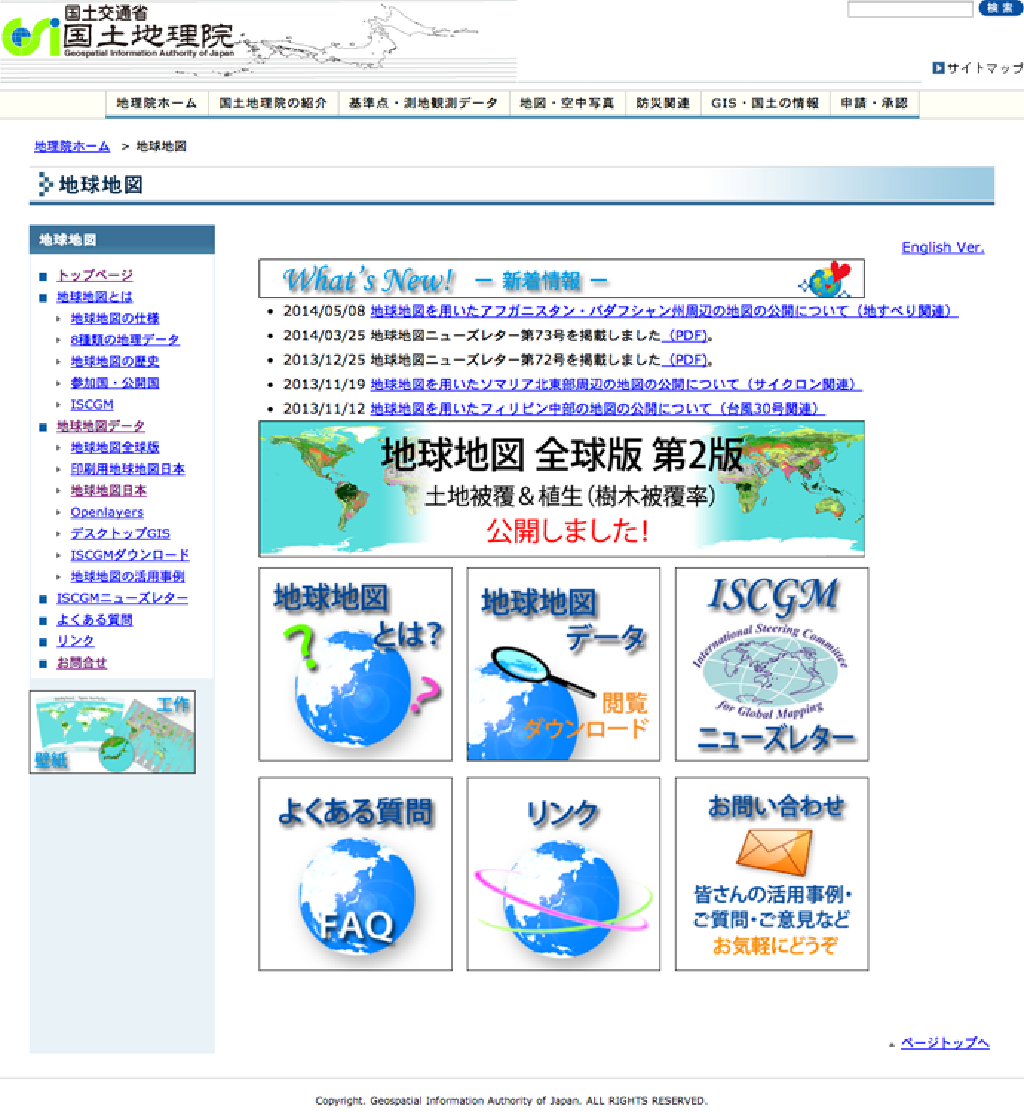 国土交通省
国土地理院
Geospatial Information Authority of Japan
検索
サイトマップ
地理院ホーム 国土地理院の紹介 基準点・測地観測データ 地図・空中写真 防災関連 GIS・国土の情報 申請・承認
地理院ホーム > 地球地図
地球地図
地球地図
トップページ
地球地図とは
地球地図の仕様
8種類の地理データ
地球地図の歴史
参加国・公開国
ISCGM
地球地図データ
地球地図全球版
印刷用地球地図日本
地球地図日本
Openlayers
デスクトップGIS
ISCGMダウンロード
地球地図の活用事例
ISCGMニューズレター
よくある質問
リンク
お問合せ
工作
壁紙
English Ver.
What's New! － 新着情報 －
2014/05/08 地球地図を用いたアフガニスタン・バダフシャン州周辺の地図の公開について（地すべり関連）
2014/03/25 地球地図ニューズレター第73号を掲載しました（PDF）。
2013/12/25 地球地図ニューズレター第72号を掲載しました（PDF）。
2013/11/19 地球地図を用いたソマリア北東部周辺の地図の公開について（サイクロン関連）
2013/11/12 地球地図を用いたフィリピン中部の地図の公開について（台風30号関連）
地球地図 全球版 第2版
土地被覆＆植生（樹木被覆率）
公開しました！
地球地図
とは?
?
?
地球地図
データ
閲覧
ダウンロード
ISCGM
International Steering Committee
for Global Mapping
ニューズレター
よくある質問
FAQ
リンク
お問い合わせ
皆さんの活用事例・
ご質問・ご意見など
お気軽にどうぞ
ページトップへ
Copyright. Geospatial Information Authority of Japan. ALL RIGHTS RESERVED.